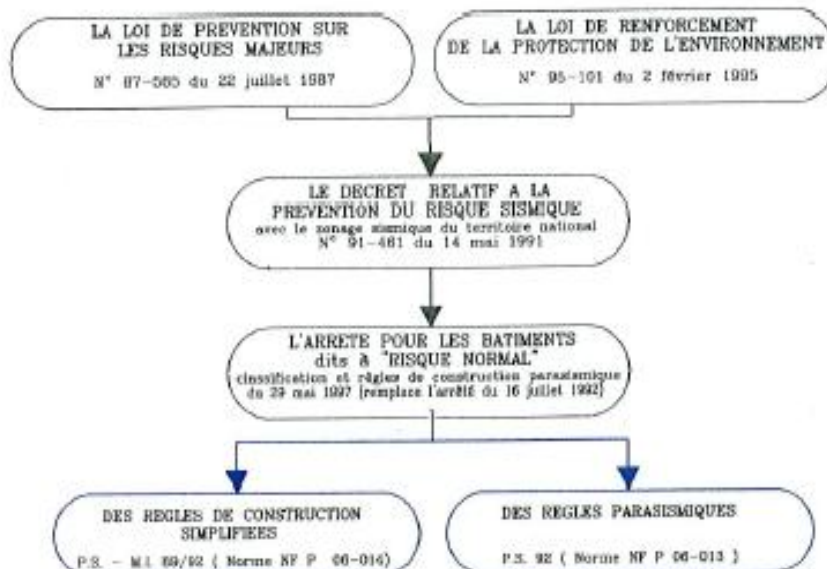 LA LOI DE PREVENTION SUR
LES RISQUES MAJEURS
N° 87-565 du 22 juillet 1987
LA LOI DE RENFORCEMENT
DE LA PROTECTION DE L'ENVIRONNEMENT
N° 95-101 du 2 février 1995
LE DECRET RELATIF A LA
PREVENTION DU RISQUE SISMIQUE
avec le zonage sismique du territoire national
N° 91-461 du 14 mai 1991
L'ARRETE POUR LES BATIMENTS
dits à "RISQUE NORMAL"
classification et règles de construction parasismique
du 29 mai 1997 (remplace l'arrêté du 16 juillet 1992)
DES REGLES DE CONSTRUCTION
SIMPLIFIEES
P.S. - M.I. 89/92 ( Norme NF P 06-014)
DES REGLES PARASISMIQUES
P.S. 92 ( Norme NF P 06-013 )